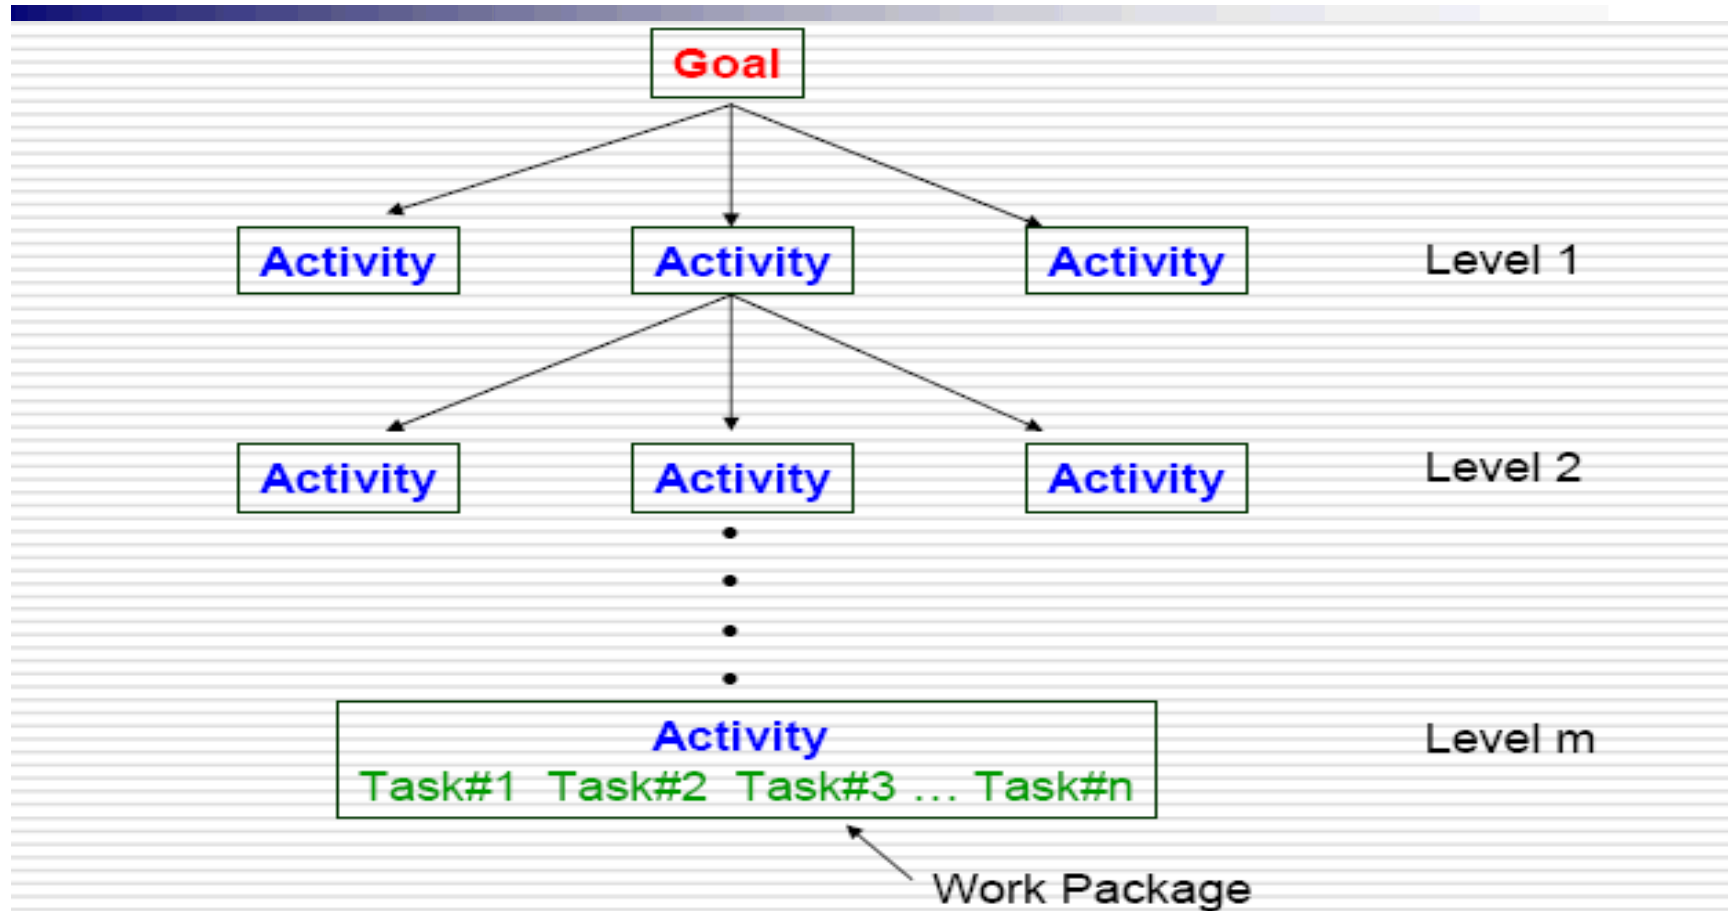 Goal
Activity Activity Activity Level 1
Activity Activity Activity Level 2
Activity Level m
Task#1 Task#2 Task#3 ... Task#n
Work Package